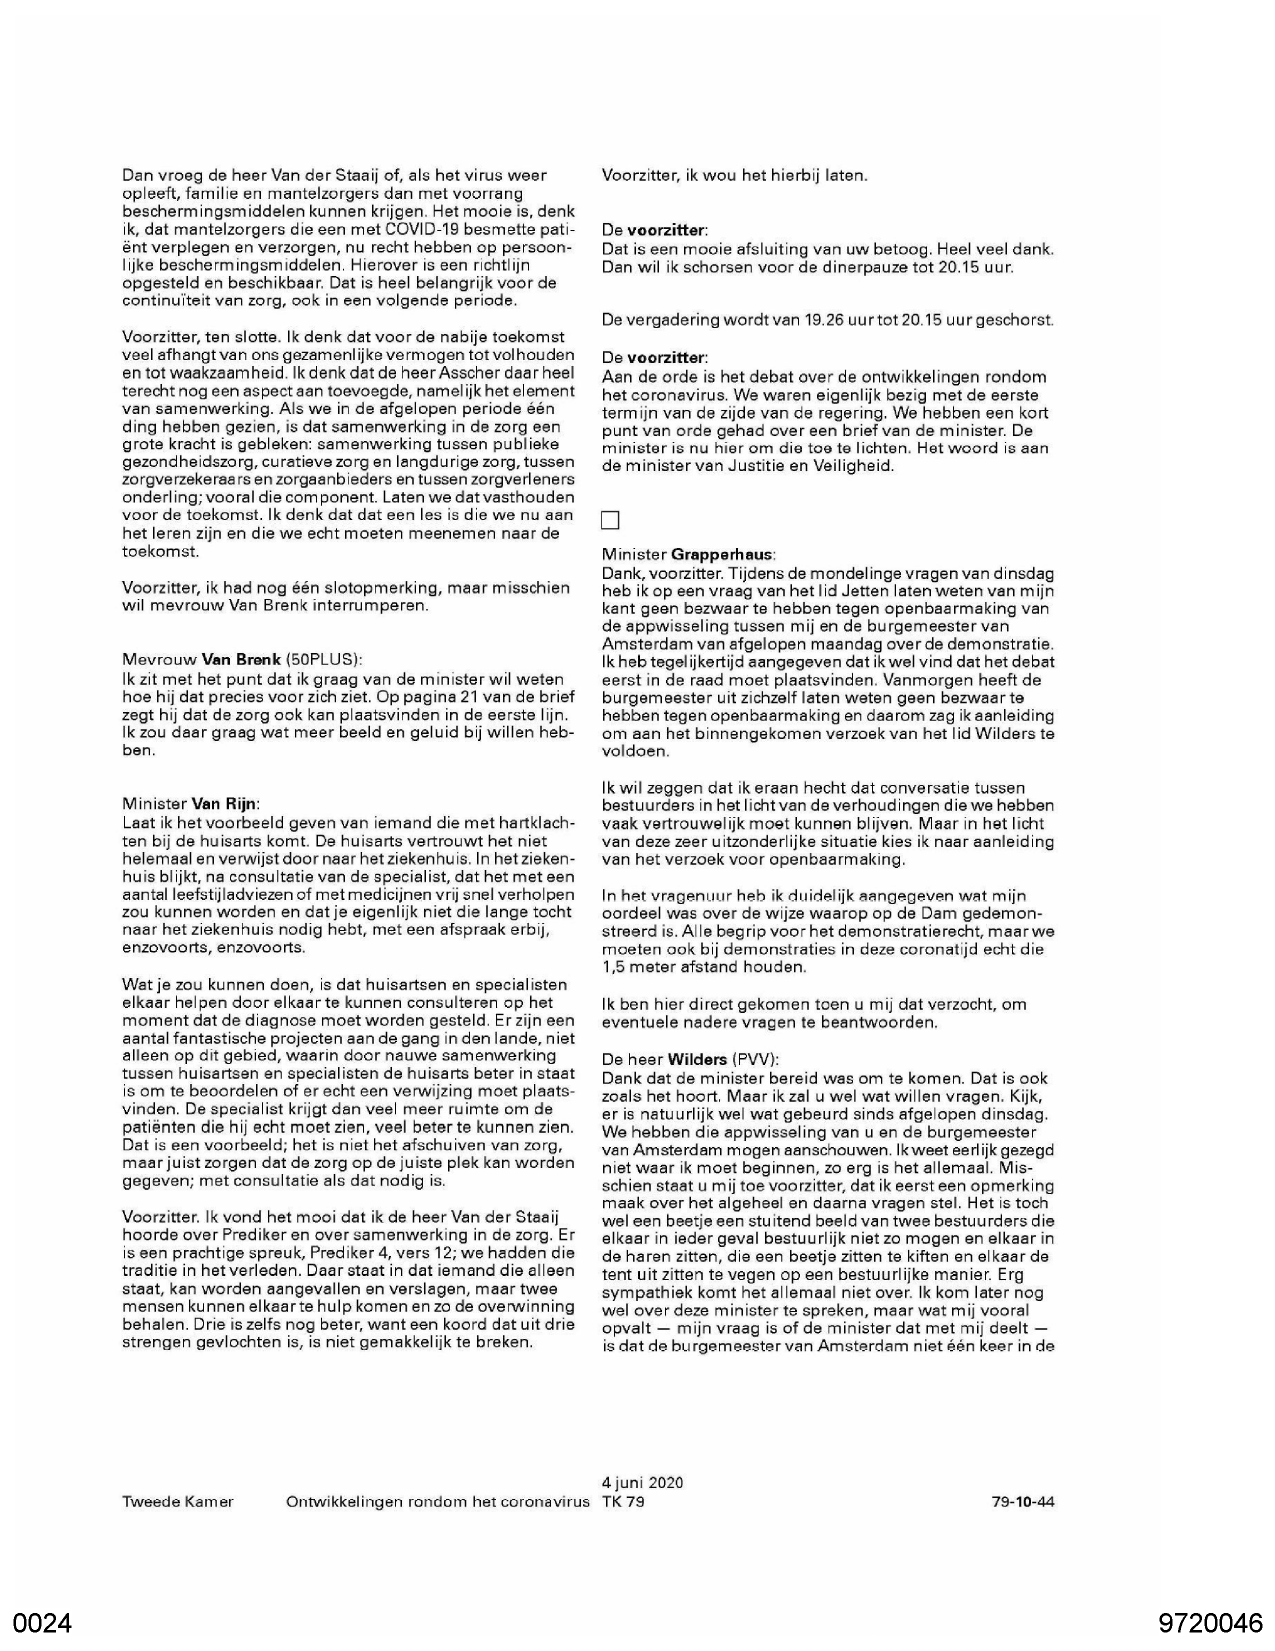 Dan vroeg de heer Van der Staaij of, als het virus weer
opleeft, familie en mantelzorgers dan met voorrang
beschermingsmiddelen kunnen krijgen. Het mooie is, denk
ik, dat mantelzorgers die een met COVID-19 besmette pati-
ënt verplegen en verzorgen, nu recht hebben op persoon-
lijke beschermingsmiddelen. Hierover is een richtlijn
opgesteld en beschikbaar. Dat is heel belangrijk voor de
continuïteit van zorg, ook in een volgende periode.
Voorzitter, ten slotte. Ik denk dat voor de nabije toekomst
veel afhangt van ons gezamenlijke vermogen tot volhouden
en tot waakzaamheid. Ik denk dat de heer Asscher daar heel
terecht nog een aspect aan toevoegde, namelijk het element
van samenwerking. Als we in de afgelopen periode één
ding hebben gezien, is dat samenwerking in de zorg een
grote kracht is gebleken: samenwerking tussen publieke
gezondheidszorg, curatieve zorg en langdurige zorg, tussen
zorgverzekeraars en zorgaanbieders en tussen zorgverleners
onderling; vooral die component. Laten we dat vasthouden
voor de toekomst. Ik denk dat dat een les is die we nu aan
het leren zijn en die we echt moeten meenemen naar de
toekomst.
Voorzitter, ik had nog één slotopmerking, maar misschien
wil mevrouw Van Brenk interrumperen.
Mevrouw Van Brenk (50PLUS):
Ik zit met het punt dat ik graag van de minister wil weten
hoe hij dat precies voor zich ziet. Op pagina 21 van de brief
zegt hij dat de zorg ook kan plaatsvinden in de eerste lijn.
Ik zou daar graag wat meer beeld en geluid bij willen heb-
ben.
Minister Van Rijn:
Laat ik het voorbeeld geven van iemand die met hartklach-
ten bij de huisarts komt. De huisarts vertrouwt het niet
helemaal en verwijst door naar het ziekenhuis. In het zieken-
huis blijkt, na consultatie van de specialist, dat het met een
aantal leefstijladviezen of met medicijnen vrij snel verholpen
zou kunnen worden en dat je eigenlijk niet die lange tocht
naar het ziekenhuis nodig hebt, met een afspraak erbij,
enzovoorts, enzovoorts.
Wat je zou kunnen doen, is dat huisartsen en specialisten
elkaar helpen door elkaar te kunnen consulteren op het
moment dat de diagnose moet worden gesteld. Er zijn een
aantal fantastische projecten aan de gang in den lande, niet
alleen op dit gebied, waarin door nauwe samenwerking
tussen huisartsen en specialisten de huisarts beter in staat
is om te beoordelen of er echt een verwijzing moet plaats-
vinden. De specialist krijgt dan veel meer ruimte om de
patiënten die hij echt moet zien, veel beter te kunnen zien.
Dat is een voorbeeld; het is niet het afschuiven van zorg,
maar juist zorgen dat de zorg op de juiste plek kan worden
gegeven; met consultatie als dat nodig is.
Voorzitter. Ik vond het mooi dat ik de heer Van der Staaij
hoorde over Prediker en over samenwerking in de zorg. Er
is een prachtige spreuk, Prediker 4, vers 12; we hadden die
traditie in het verleden. Daar staat in dat iemand die alleen
staat, kan worden aangevallen en verslagen, maar twee
mensen kunnen elkaar te hulp komen en zo de overwinning
behalen. Drie is zelfs nog beter, want een koord dat uit drie
strengen gevlochten is, is niet gemakkelijk te breken.
Voorzitter, ik wou het hierbij laten.
De voorzitter:
Dat is een mooie afsluiting van uw betoog. Heel veel dank.
Dan wil ik schorsen voor de dinerpauze tot 20.15 uur.
De vergadering wordt van 19.26 uur tot 20.15 uur geschorst.
De voorzitter:
Aan de orde is het debat over de ontwikkelingen rondom
het coronavirus. We waren eigenlijk bezig met de eerste
termijn van de zijde van de regering. We hebben een kort
punt van orde gehad over een brief van de minister. De
minister is nu hier om die toe te lichten. Het woord is aan
de minister van Justitie en Veiligheid.
Minister Grapperhaus:
Dank, voorzitter. Tijdens de mondelinge vragen van dinsdag
heb ik op een vraag van het lid Jetten laten weten van mijn
kant geen bezwaar te hebben tegen openbaarmaking van
de appwisseling tussen mij en de burgemeester van
Amsterdam van afgelopen maandag over de demonstratie.
Ik heb tegelijkertijd aangegeven dat ik wel vind dat het debat
eerst in de raad moet plaatsvinden. Vanmorgen heeft de
burgemeester uit zichzelf laten weten geen bezwaar te
hebben tegen openbaarmaking en daarom zag ik aanleiding
om aan het binnengekomen verzoek van het lid Wilders te
voldoen.
Ik wil zeggen dat ik eraan hecht dat conversatie tussen
bestuurders in het licht van de verhoudingen die we hebben
vaak vertrouwelijk moet kunnen blijven. Maar in het licht
van deze zeer uitzonderlijke situatie kies ik naar aanleiding
van het verzoek voor openbaarmaking.
In het vragenuur heb ik duidelijk aangegeven wat mijn
oordeel was over de wijze waarop op de Dam gedemon-
streerd is. Alle begrip voor het demonstratierecht, maar we
moeten ook bij demonstraties in deze coronatijd echt die
1,5 meter afstand houden.
Ik ben hier direct gekomen toen u mij dat verzocht, om
eventuele nadere vragen te beantwoorden.
De heer Wilders (PVV):
Dank dat de minister bereid was om te komen. Dat is ook
zoals het hoort. Maar ik zal u wel wat willen vragen. Kijk,
er is natuurlijk wel wat gebeurd sinds afgelopen dinsdag.
We hebben die appwisseling van u en de burgemeester
van Amsterdam mogen aanschouwen. Ik weet eerlijk gezegd
niet waar ik moet beginnen, zo erg is het allemaal. Mis-
schien staat u mij toe voorzitter, dat ik eerst een opmerking
maak over het algeheel en daarna vragen stel. Het is toch
wel een beetje een stuitend beeld van twee bestuurders die
elkaar in ieder geval bestuurlijk niet zo mogen en elkaar in
de haren zitten, die een beetje zitten te kiften en elkaar de
tent uit zitten te vegen op een bestuurlijke manier. Erg
sympathiek komt het allemaal niet over. Ik kom later nog
wel over deze minister te spreken, maar wat mij vooral
opvalt — mijn vraag is of de minister dat met mij deelt —
is dat de burgemeester van Amsterdam niet één keer in de
4 juni 2020
Tweede Kamer Ontwikkelingen rondom het coronavirus TK 79 79-10-44
0024 9720046